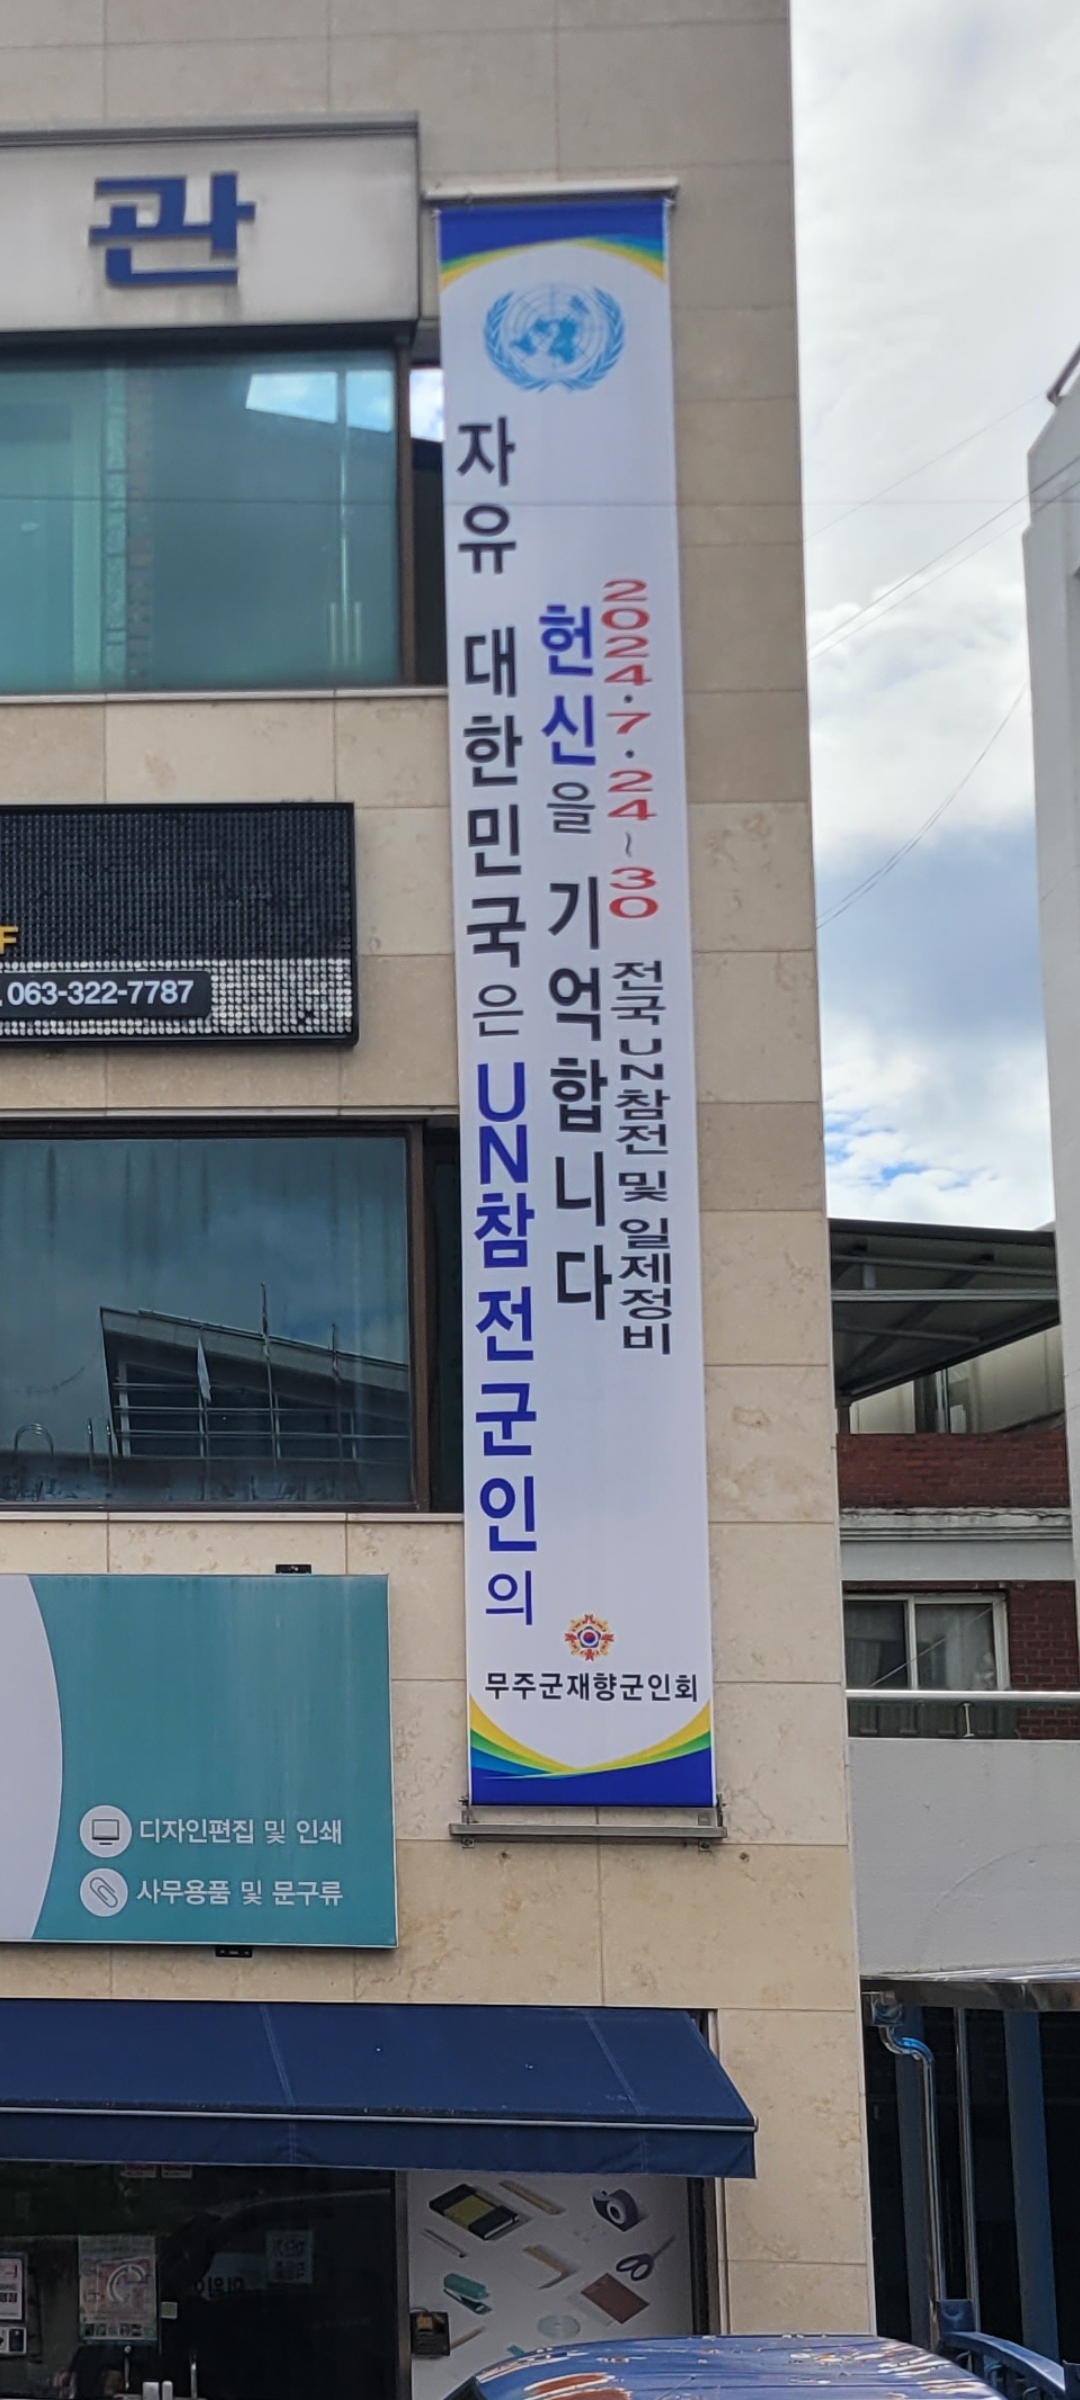 관
자유 대한민국은 UN참전군인의
헌신을 기억합니다
2024.7.24~30 전국UN참전 및 일제정비
무주군재향군인회
063-322-7787
디자인편집 및 인쇄
사무용품 및 문구류